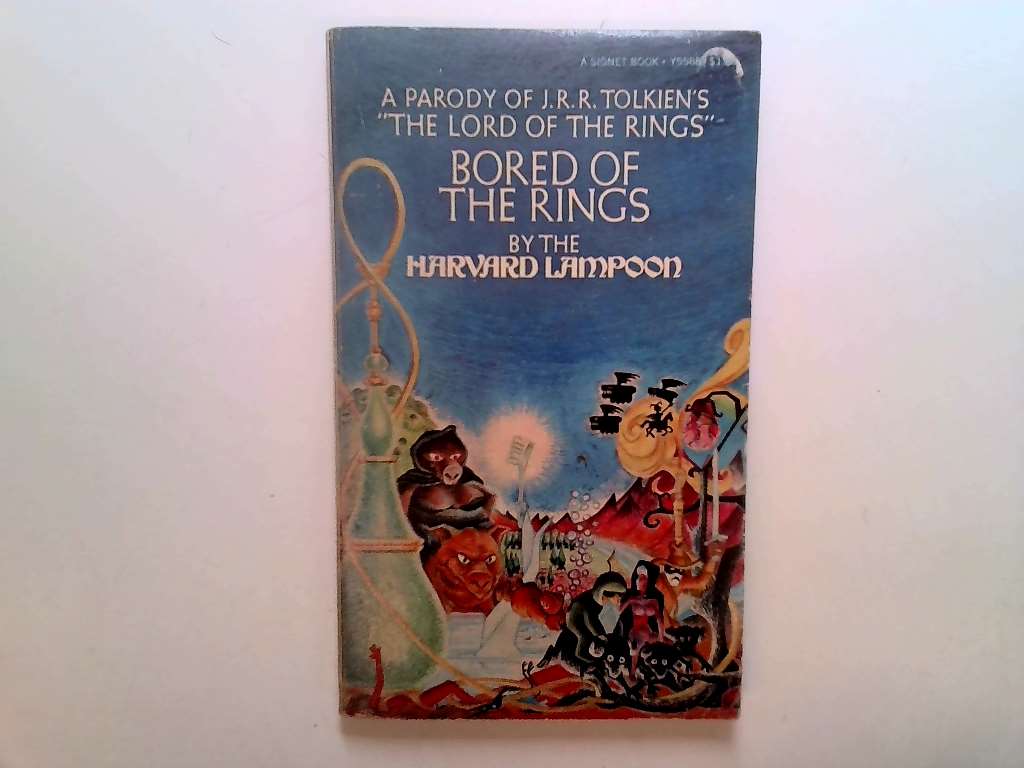 A SIGNET BOOK •
A PARODY OF J.R.R. TOLKIEN'S
"THE LORD OF THE RINGS"
BORED OF
THE RINGS
BY THE
HARVARD LAMPOON